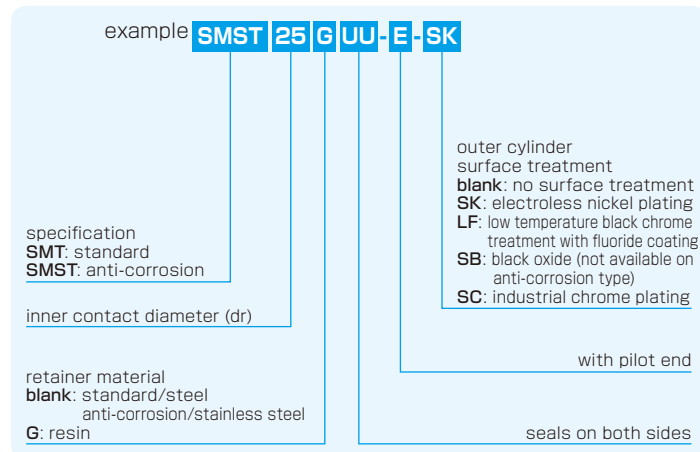 example SMST 25 G UU - E - SK
outer cylinder
surface treatment
blank: no surface treatment
SK: electroless nickel plating
LF: low temperature black chrome
treatment with fluoride coating
SB: black oxide (not available on
anti-corrosion type)
SC: industrial chrome plating
specification
SMT: standard
SMST: anti-corrosion
inner contact diameter (dr)
with pilot end
retainer material
blank: standard/steel
anti-corrosion/stainless steel
G: resin
seals on both sides